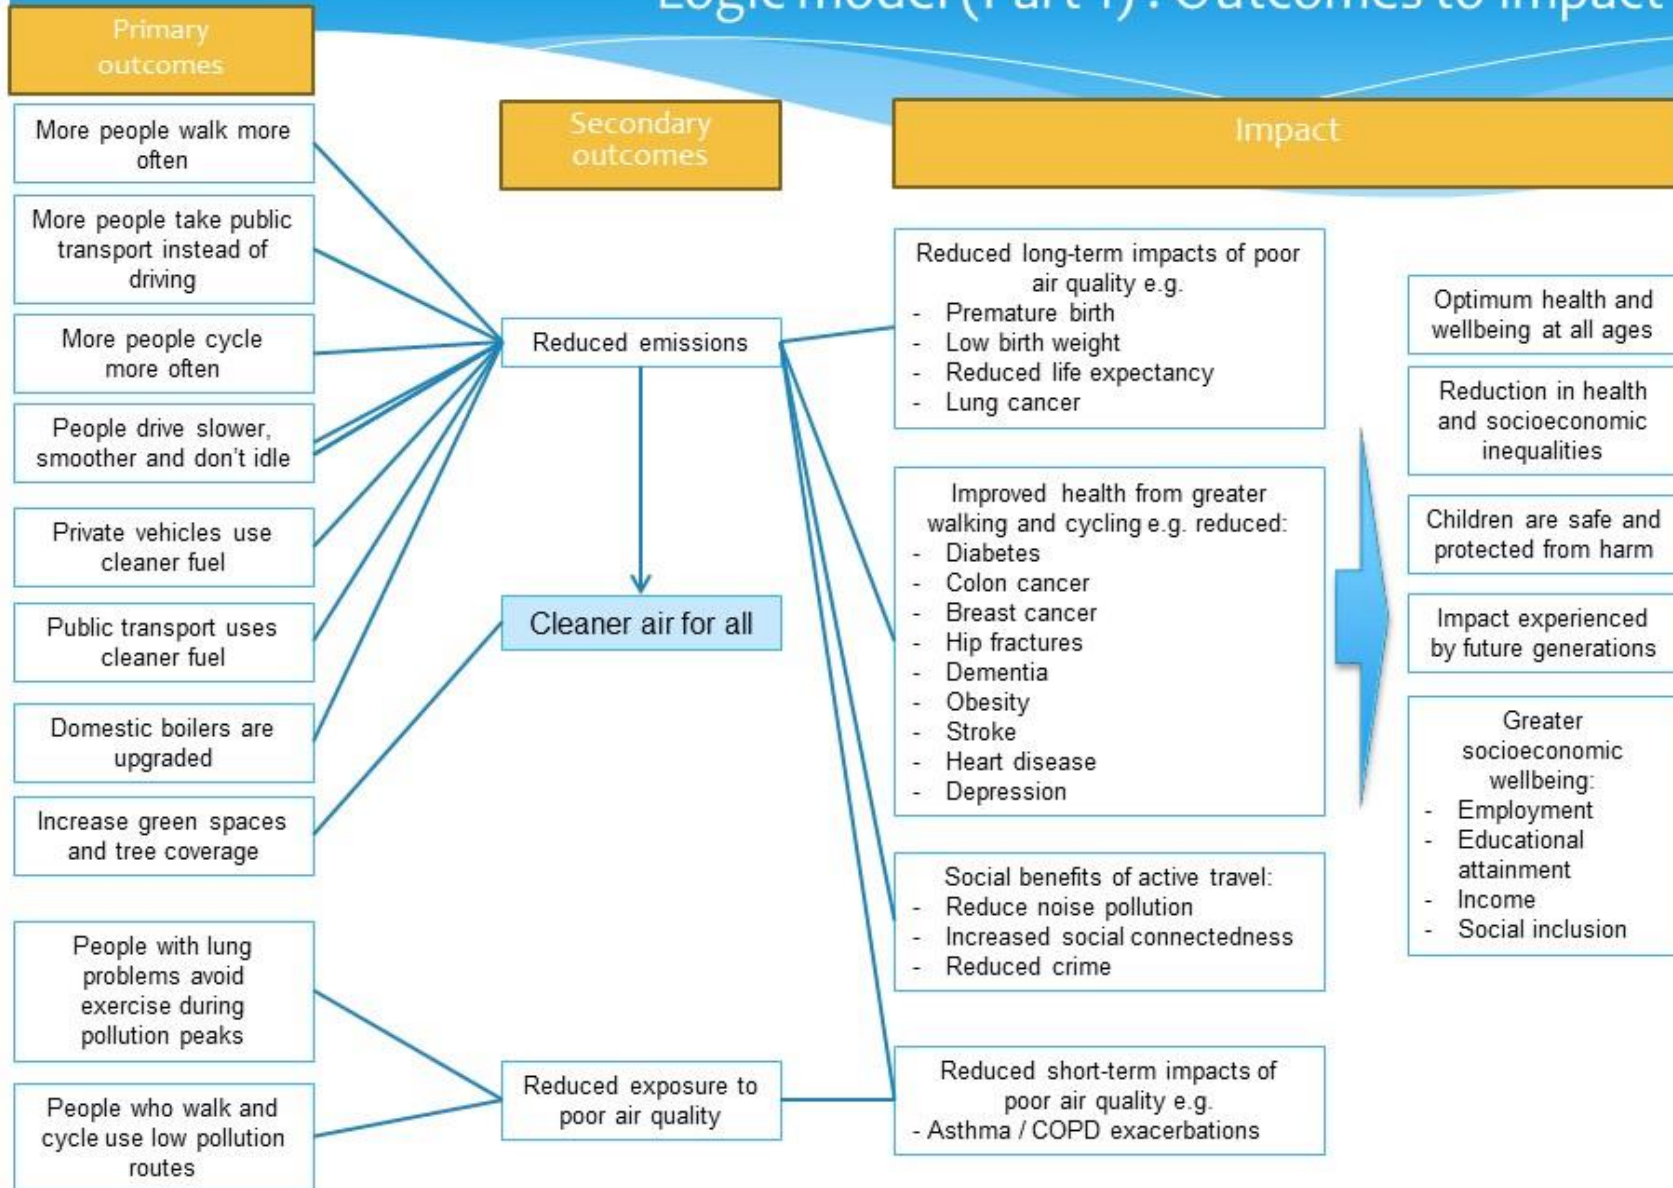 Logic model (Part 1): Outcomes to Impact
Primary
outcomes
More people walk more
often
More people take public
transport instead of
driving
More people cycle
more often
People drive slower,
smoother and don't idle
Private vehicles use
cleaner fuel
Public transport uses
cleaner fuel
Domestic boilers are
upgraded
Increase green spaces
and tree coverage
People with lung
problems avoid
exercise during
pollution peaks
People who walk and
cycle use low pollution
routes
Secondary
outcomes
Reduced emissions
Cleaner air for all
Reduced exposure to
poor air quality
Impact
Reduced long-term impacts of poor
air quality e.g.
- Premature birth
- Low birth weight
- Reduced life expectancy
- Lung cancer
Improved health from greater
walking and cycling e.g. reduced:
- Diabetes
- Colon cancer
- Breast cancer
- Hip fractures
- Dementia
- Obesity
- Stroke
- Heart disease
- Depression
Social benefits of active travel:
- Reduce noise pollution
- Increased social connectedness
- Reduced crime
Reduced short-term impacts of
poor air quality e.g.
- Asthma / COPD exacerbations
Optimum health and
wellbeing at all ages
Reduction in health
and socioeconomic
inequalities
Children are safe and
protected from harm
Impact experienced
by future generations
Greater
socioeconomic
wellbeing:
- Employment
- Educational
attainment
- Income
- Social inclusion